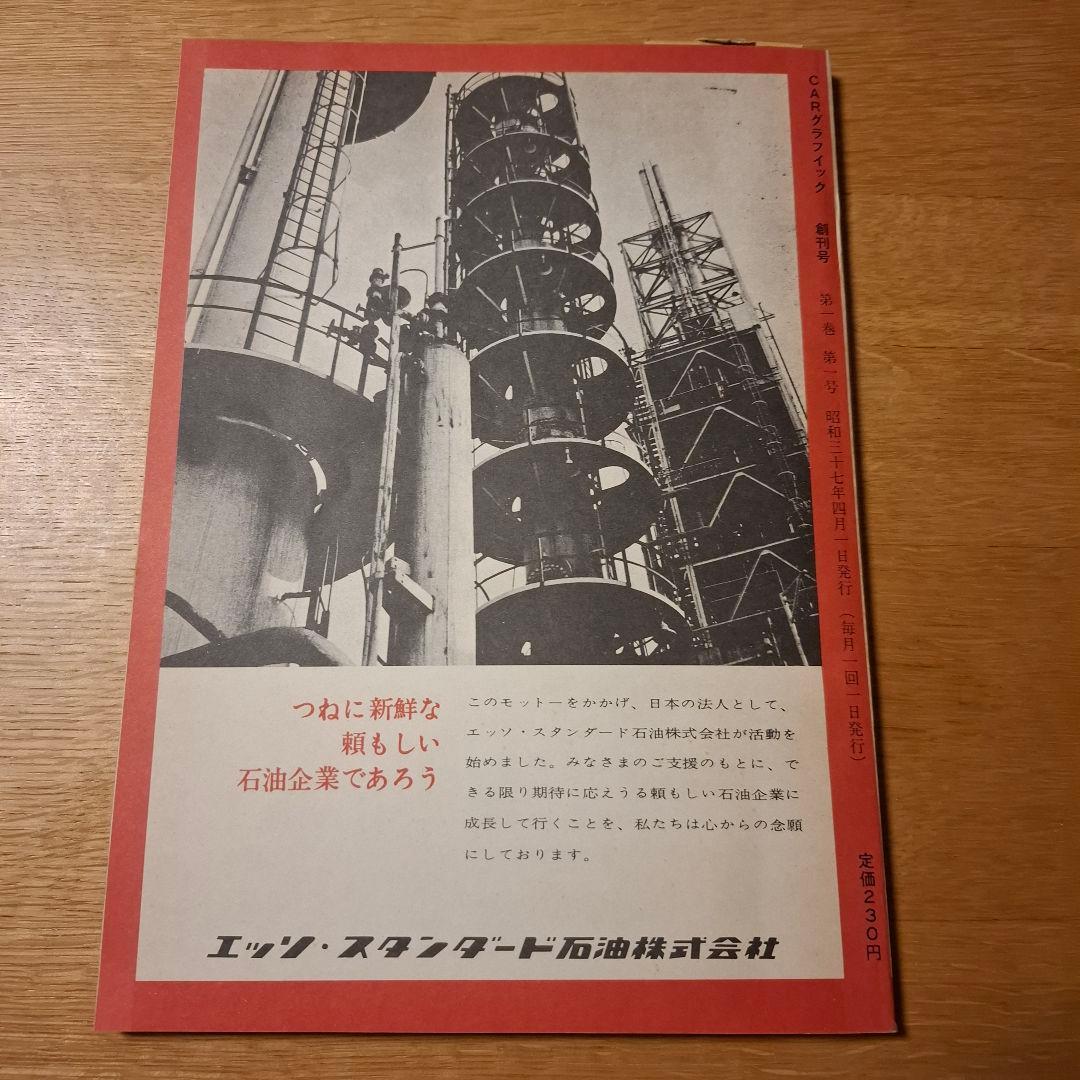 CARグラフィック 創刊号 第一巻 第一号 昭和三十七年四月一日発行 (毎月一回一日発行)
定価230円
つねに新鮮な
頼もしい
石油企業であろう
このモットーをかかげ、日本の法人として、
エッソ・スタンダード石油株式会社が活動を
始めました。みなさまのご支援のもとに、で
きる限り期待に応えうる頼もしい石油企業に
成長して行くことを、私たちは心からの念願
にしております。
エッソ・スタンダード石油株式会社